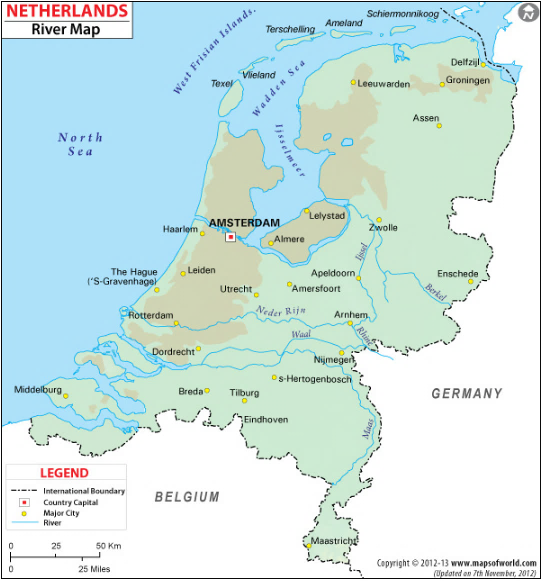 NETHERLANDS
River Map
N
Schiermonnikoog
Ameland
Terschelling
West Frisian Islands.
Vlieland
Texel
Wadden Sea
Ijsselmeer
North
Sea
Delfzijl
Groningen
Leeuwarden
Assen
Lelystad
AMSTERDAM
Haarlem
Almere
Zwolle
Ijssel
The Hague
('S-Gravenhage)
Leiden
Utrecht
Amersfoort
Apeldoorn
Enschede
Berkel
Neder Rijn
Rotterdam
Arnhem
Rhine
Waal
Dordrecht
Nijmegen
s-Hertogenbosch
Middelburg
Breda
Tilburg
Eindhoven
Maas
GERMANY
BELGIUM
Maastricht
LEGEND
International Boundary
Country Capital
Major City
River
0 25 50 Km
0 25 Miles
Copyright © 2012-13 www.mapsofworld.com
(Updated on 7th November, 2012)